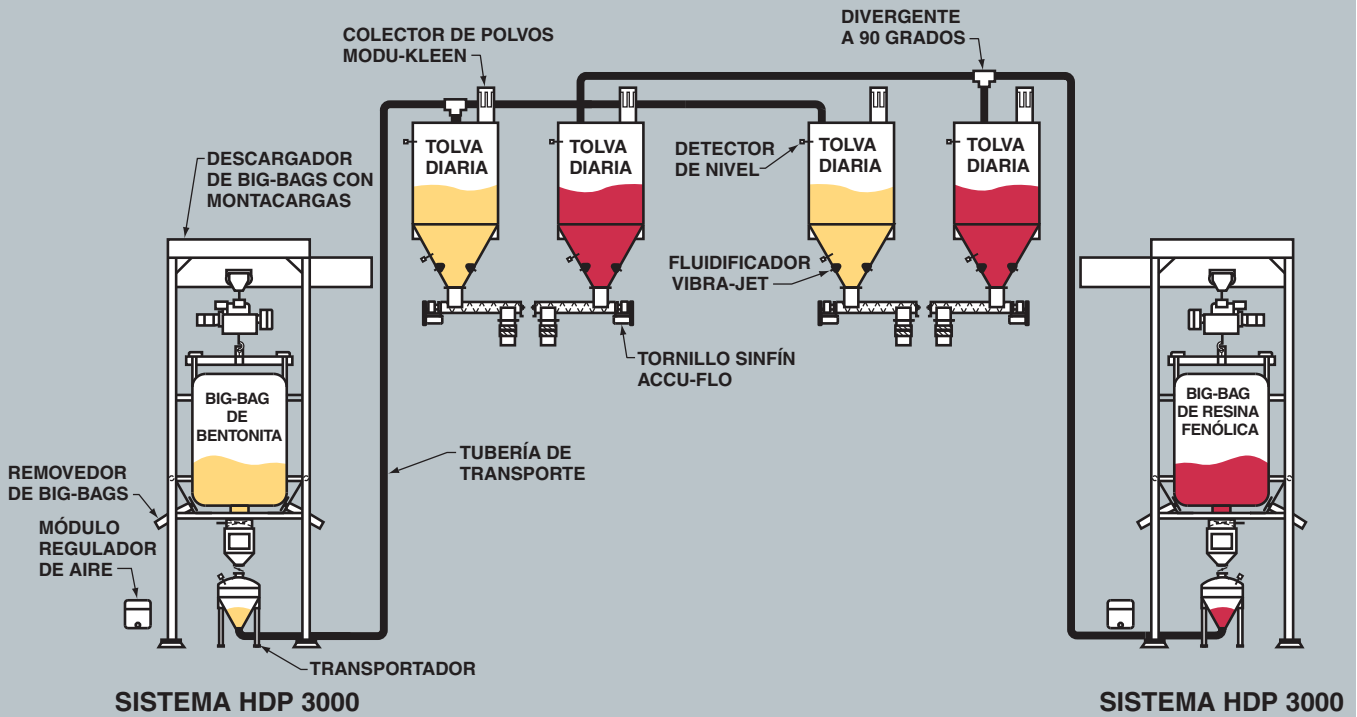 COLECTOR DE POLVOS
MODU-KLEEN
DIVERGENTE
A 90 GRADOS
DESCARGADOR
DE BIG-BAGS CON
MONTACARGAS
TOLVA
DIARIA
TOLVA
DIARIA
DETECTOR
DE NIVEL
TOLVA
DIARIA
TOLVA
DIARIA
FLUIDIFICADOR
VIBRA-JET
TORNILLO SINFÍN
ACCU-FLO
BIG-BAG
DE
BENTONITA
BIG-BAG
DE RESINA
FENÓLICA
TUBERÍA DE
TRANSPORTE
REMOVEDOR
DE BIG-BAGS
MÓDULO
REGULADOR
DE AIRE
TRANSPORTADOR
SISTEMA HDP 3000
SISTEMA HDP 3000